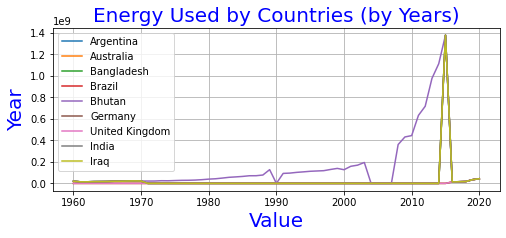 Energy Used by Countries (by Years)
1e9
1.4
1.2
1.0
0.8
0.6
0.4
0.2
0.0
Year
Argentina
Australia
Bangladesh
Brazil
Bhutan
Germany
United Kingdom
India
Iraq
1960 1970 1980 1990 2000 2010 2020
Value